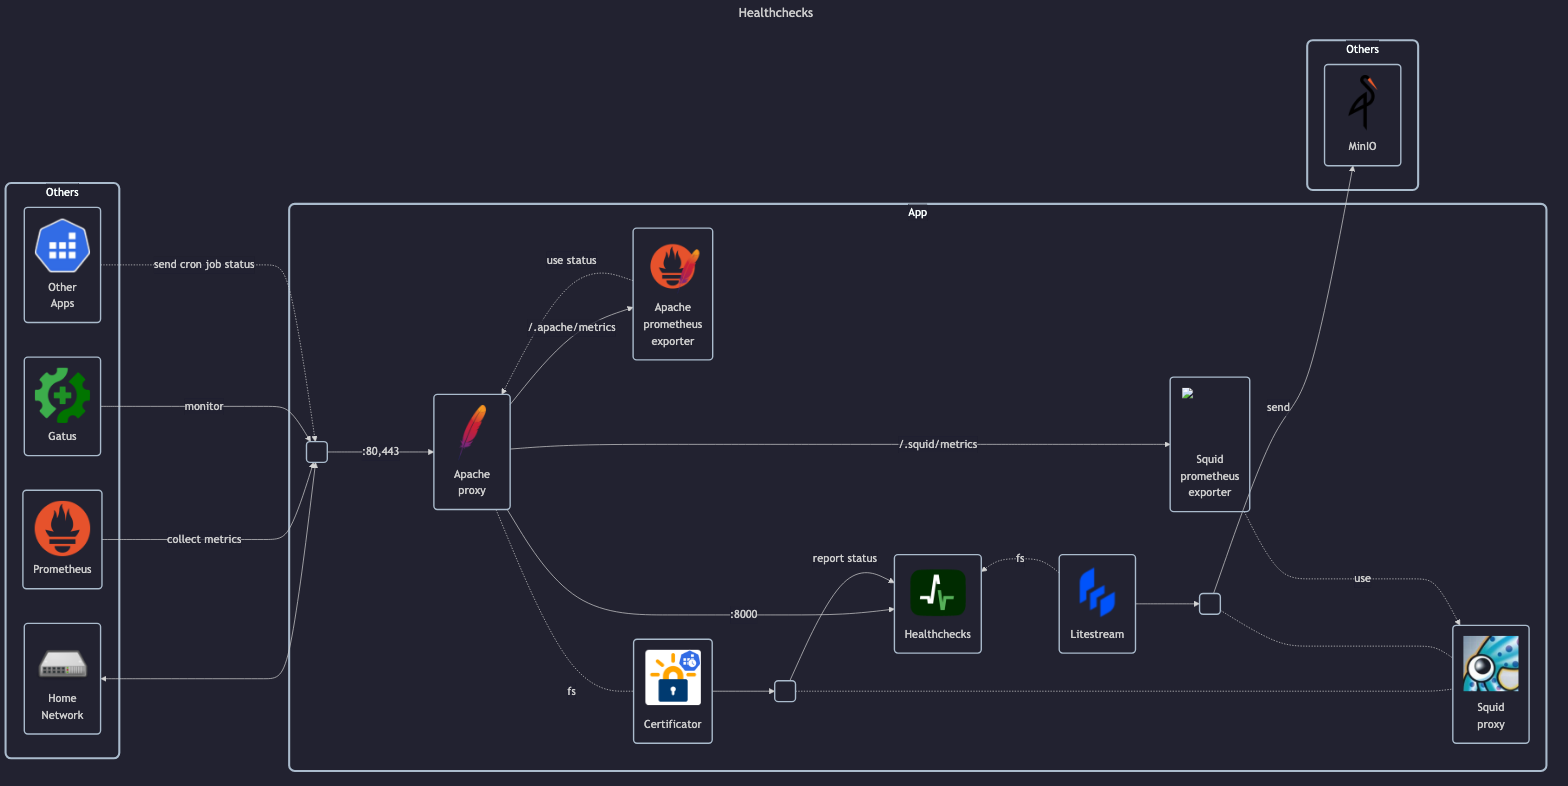 Healthchecks
Others
MinIO
Others
Other
Apps
Gatus
Prometheus
Home
Network
send cron job status
monitor
collect metrics
App
:80,443
Apache
proxy
use status
/.apache/metrics
Apache
prometheus
exporter
/.squid/metrics
Squid
prometheus
exporter
send
use
report status
:8000
fs
Healthchecks
fs
Litestream
Certificator
Squid
proxy